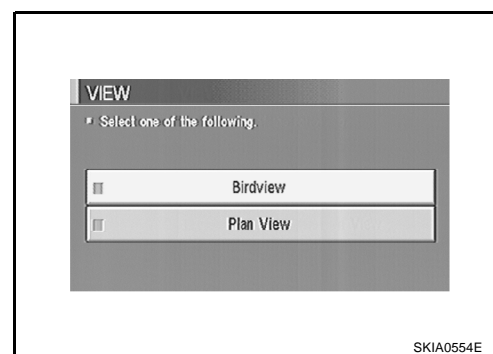 VIEW
Select one of the following.
Birdview
Plan View
SKIA0554E